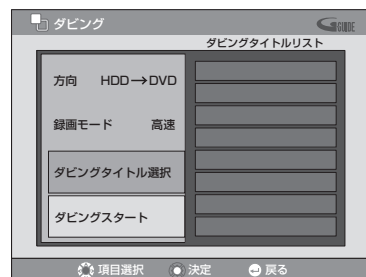 ダビング
GGUIDE
ダビングタイトルリスト
方向 HDD→DVD
録画モード 高速
ダビングタイトル選択
ダビングスタート
項目選択 決定 戻る